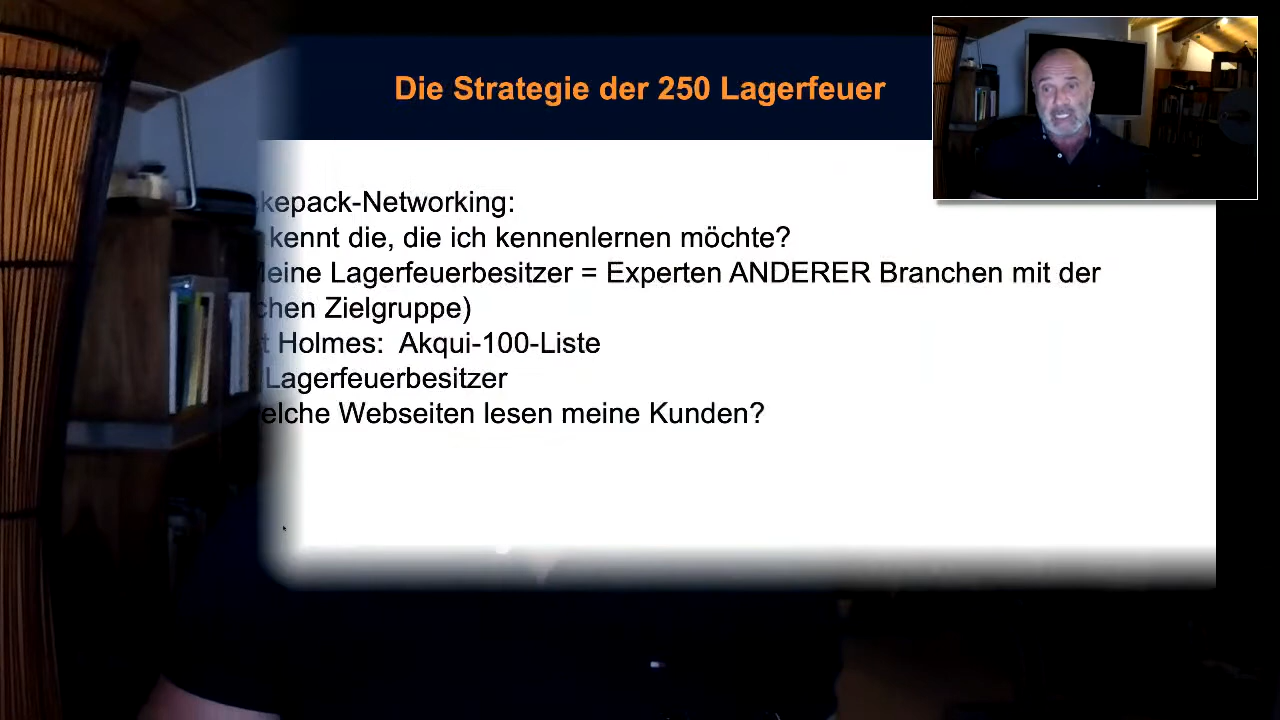 Die Strategie der 250 Lagerfeuer
kepack-Networking:
kennt die, die ich kennenlernen möchte?
Meine Lagerfeuerbesitzer = Experten ANDERER Branchen mit der
chen Zielgruppe)
t Holmes: Akqui-100-Liste
Lagerfeuerbesitzer
elche Webseiten lesen meine Kunden?